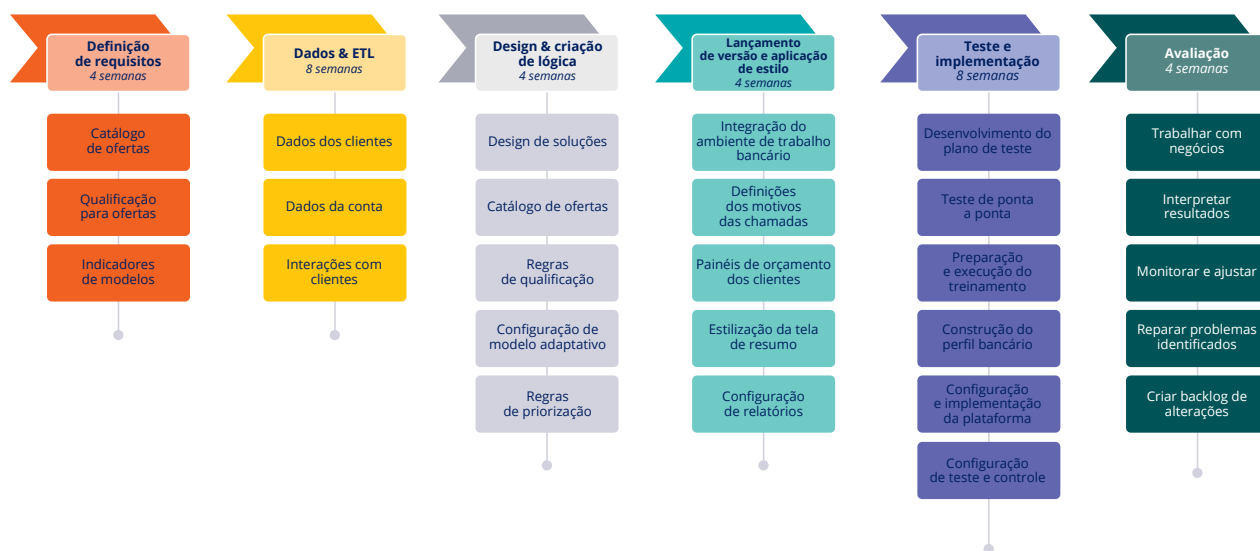 Definição
de requisitos
4 semanas
Catálogo
de ofertas
Qualificação
para ofertas
Indicadores
de modelos
Dados & ETL
8 semanas
Dados dos clientes
Dados da conta
Interações com
clientes
Design & criação
de lógica
4 semanas
Design de soluções
Catálogo de ofertas
Regras
de qualificação
Configuração de
modelo adaptativo
Regras
de priorização
Lançamento
de versão e aplicação
de estilo
4 semanas
Integração do
ambiente de trabalho
bancário
Definições
dos motivos
das chamadas
Painéis de orçamento
dos clientes
Estilização da tela
de resumo
Configuração
de relatórios
Teste e
implementação
8 semanas
Desenvolvimento do
plano de teste
Teste de ponta
a ponta
Preparação
e execução do
treinamento
Construção do
perfil bancário
Configuração
e implementação
da plataforma
Configuração
de teste e controle
Avaliação
4 semanas
Trabalhar com
negócios
Interpretar
resultados
Monitorar e ajustar
Reparar problemas
identificados
Criar backlog de
alterações